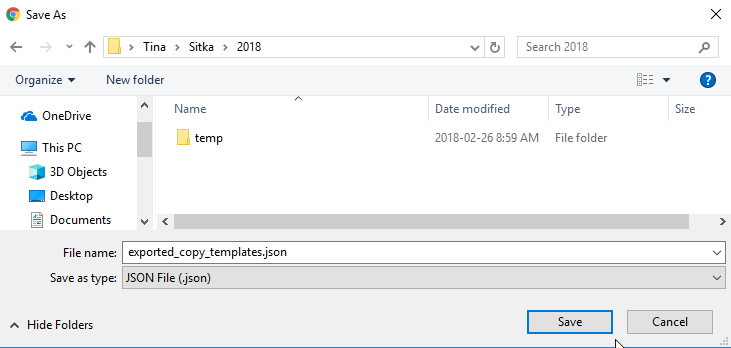 Save As
Tina > Sitka > 2018
Search 2018
Organize
New folder
?
Name Date modified Type Size
temp 2018-02-26 8:59 AM File folder
OneDrive
This PC
3D Objects
Desktop
Documents
File name: exported_copy_templates.json
Save as type: JSON File (.json)
Hide Folders
Save
Cancel